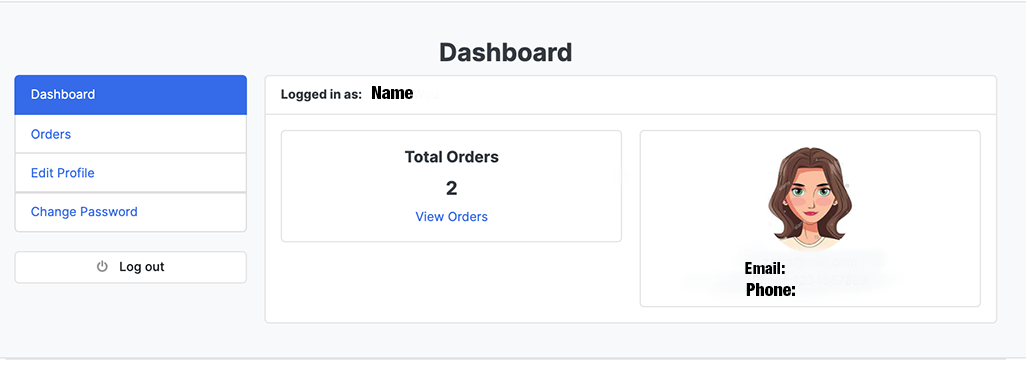 Dashboard
Dashboard
Orders
Edit Profile
Change Password
Log out
Logged in as: Name
Total Orders
2
View Orders
Email:
Phone: